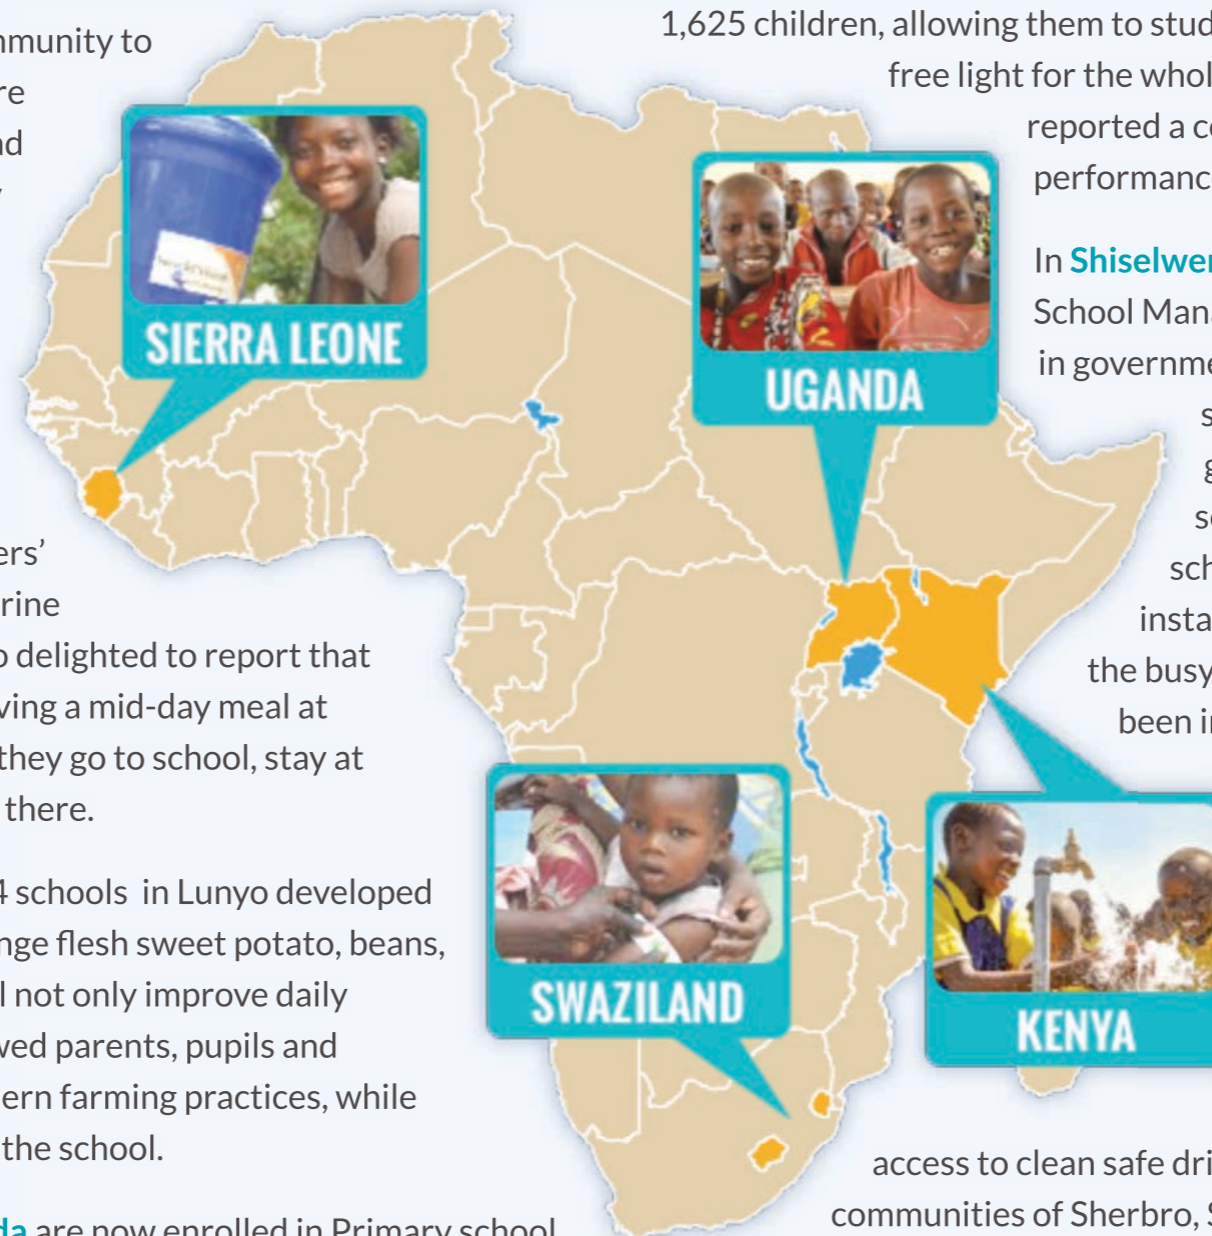 mmunity to
re
nd
ers’
rine
o delighted to report that
ving a mid-day meal at
they go to school, stay at
there.
4 schools in Lunyo developed
nge flesh sweet potato, beans,
l not only improve daily
wed parents, pupils and
ern farming practices, while
the school.
da are now enrolled in Primary school
SIERRA LEONE
UGANDA
SWAZILAND
KENYA
1,625 children, allowing them to stud
free light for the whol
reported a c
performanc
In Shiselwe
School Man
in governme
s
g
s
sch
insta
the busy
been i
access to clean safe dri
communities of Sherbro, S